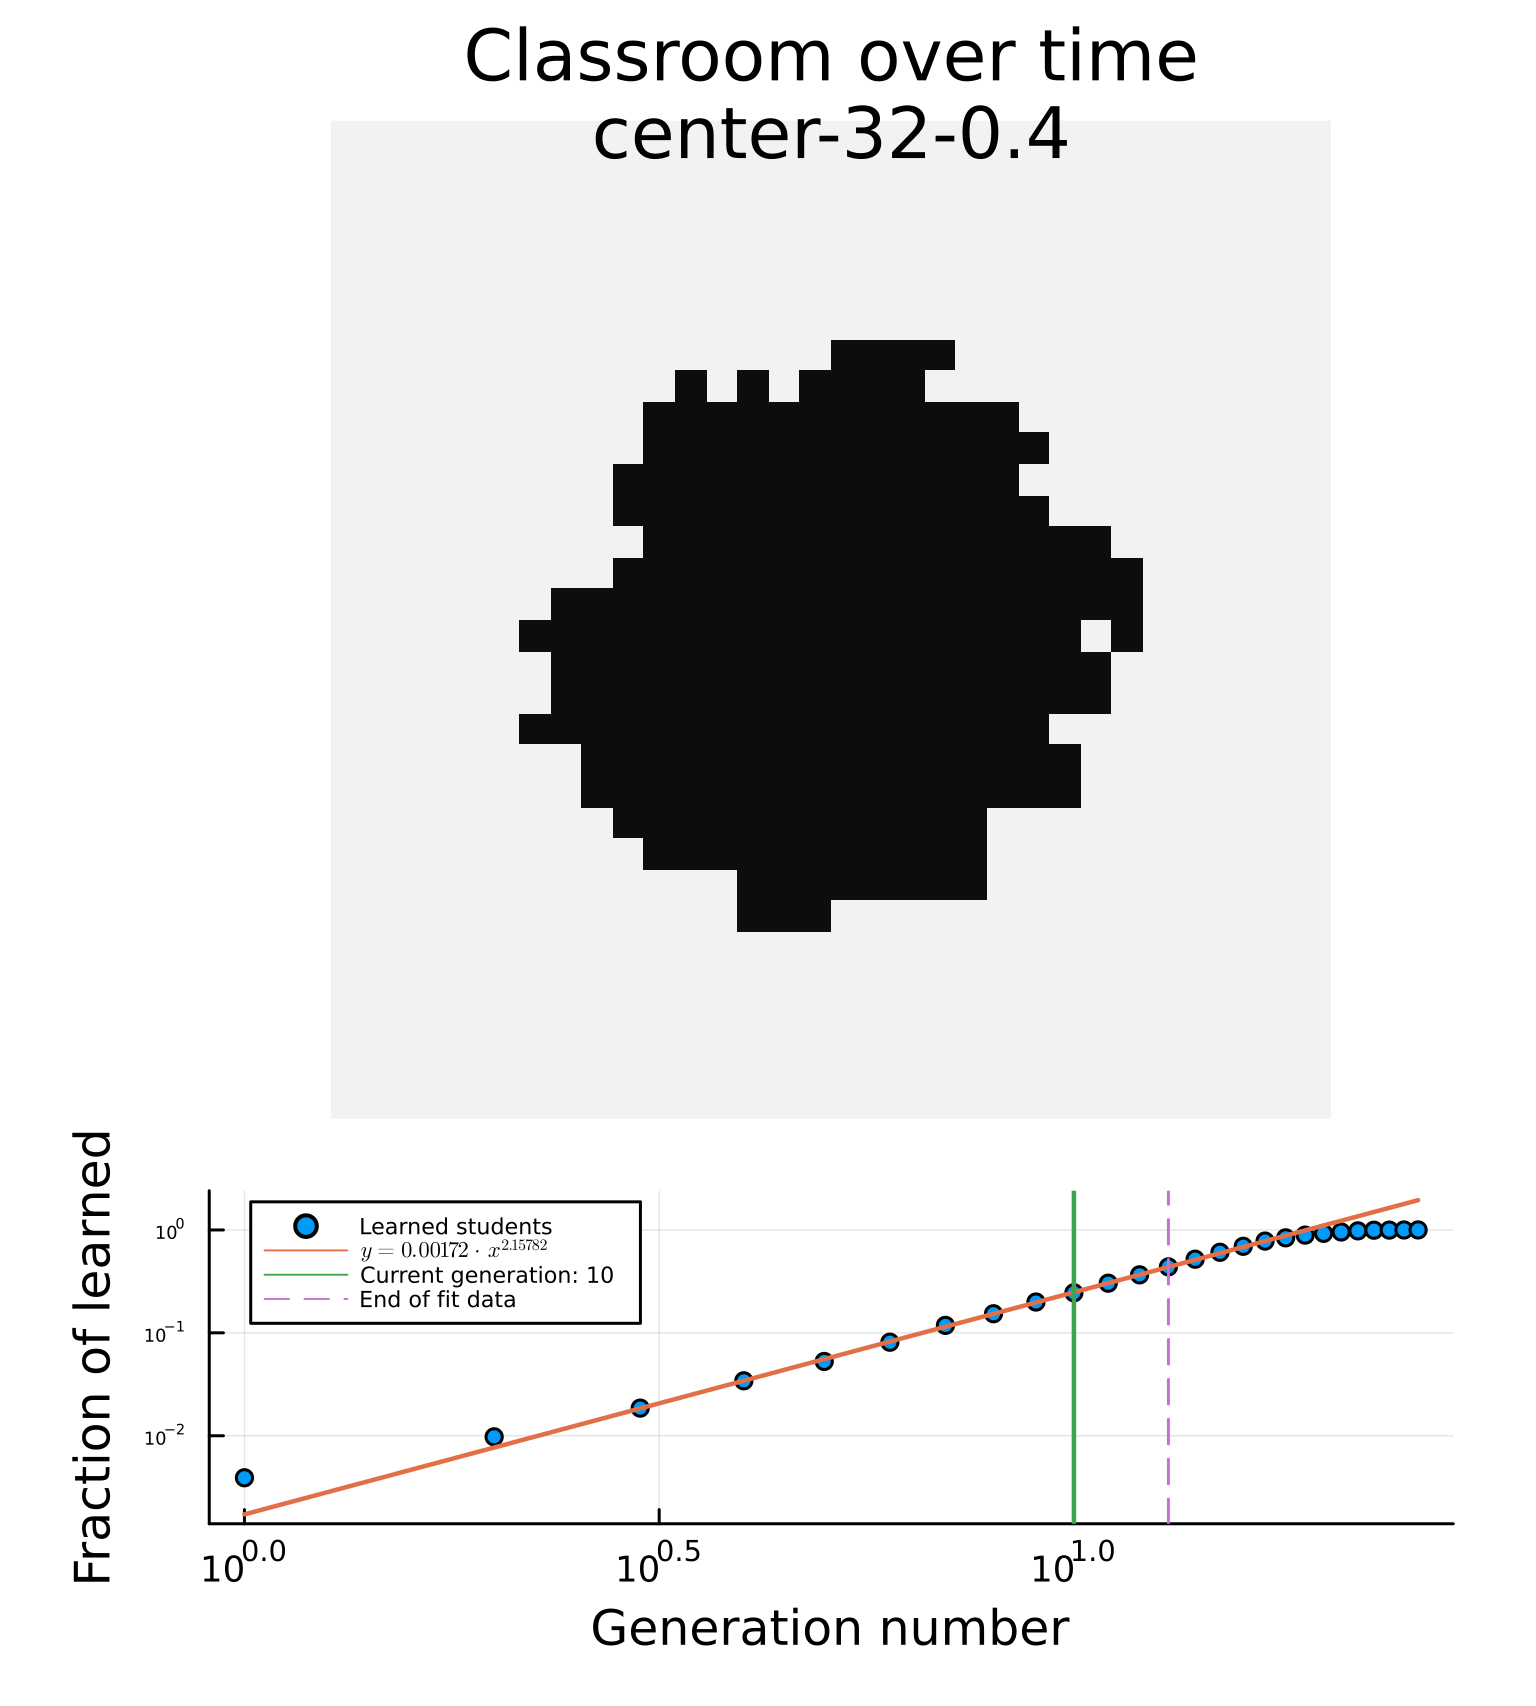 Classroom over time
center-32-0.4
Fraction of learned
10⁰
10⁻¹
10⁻²
Learned students
y = 0.00172 · x^2.15782
Current generation: 10
End of fit data
10^0.0
10^0.5
10^1.0
Generation number